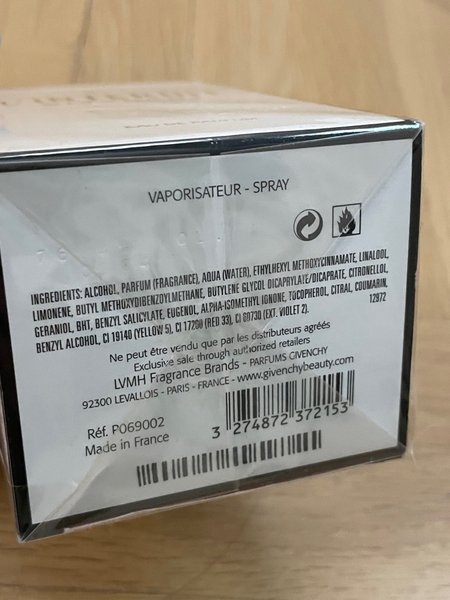 EAU DE PARFUM
VAPORISATEUR - SPRAY
INGREDIENTS: ALCOHOL, PARFUM (FRAGRANCE), AQUA (WATER), ETHYLHEXYL METHOXYCINNAMATE, LINALOOL,
LIMONENE, BUTYL METHOXYDIBENZOYLMETHANE, BUTYLENE GLYCOL DICAPRYLATE/DICAPRATE, CITRONELLOL,
GERANIOL, BHT, BENZYL SALICYLATE, EUGENOL, ALPHA-ISOMETHYL IONONE, TOCOPHEROL, CITRAL, COUMARIN,
BENZYL ALCOHOL, CI 19140 (YELLOW 5), CI 17200 (RED 33), CI 60730 (EXT. VIOLET 2). 12972
Ne peut être vendu que par les distributeurs agréés
Exclusive sale through authorized retailers
LVMH Fragrance Brands - PARFUMS GIVENCHY
92300 LEVALLOIS - PARIS - FRANCE - www.givenchybeauty.com
Réf. P069002
Made in France
3 274872 372153